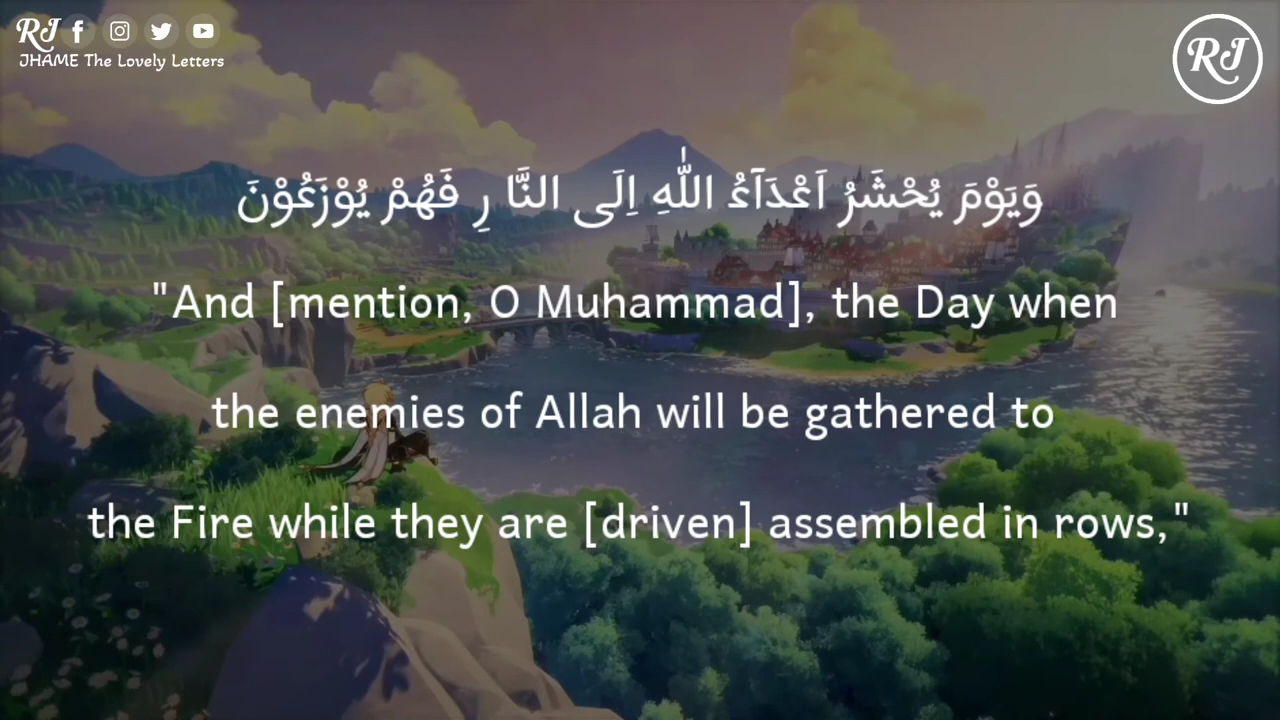 RJ
JHAME The Lovely Letters
RJ
وَيَوْمَ يُحْشَرُ اَعْدَآءُ اللّٰهِ اِلَى النَّا رِ فَهُمْ يُوْزَعُوْنَ
"And [mention, O Muhammad], the Day when
the enemies of Allah will be gathered to
the Fire while they are [driven] assembled in rows,"